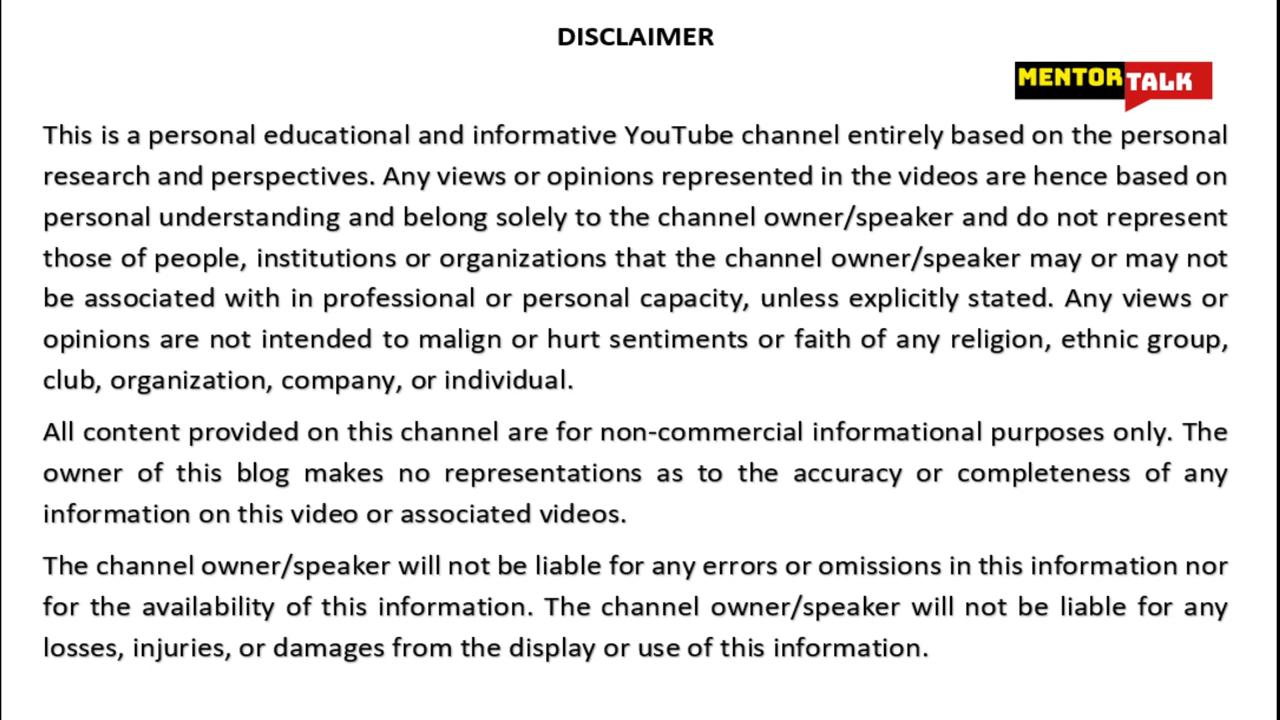 DISCLAIMER
MENTOR TALK
This is a personal educational and informative YouTube channel entirely based on the personal
research and perspectives. Any views or opinions represented in the videos are hence based on
personal understanding and belong solely to the channel owner/speaker and do not represent
those of people, institutions or organizations that the channel owner/speaker may or may not
be associated with in professional or personal capacity, unless explicitly stated. Any views or
opinions are not intended to malign or hurt sentiments or faith of any religion, ethnic group,
club, organization, company, or individual.
All content provided on this channel are for non-commercial informational purposes only. The
owner of this blog makes no representations as to the accuracy or completeness of any
information on this video or associated videos.
The channel owner/speaker will not be liable for any errors or omissions in this information nor
for the availability of this information. The channel owner/speaker will not be liable for any
losses, injuries, or damages from the display or use of this information.